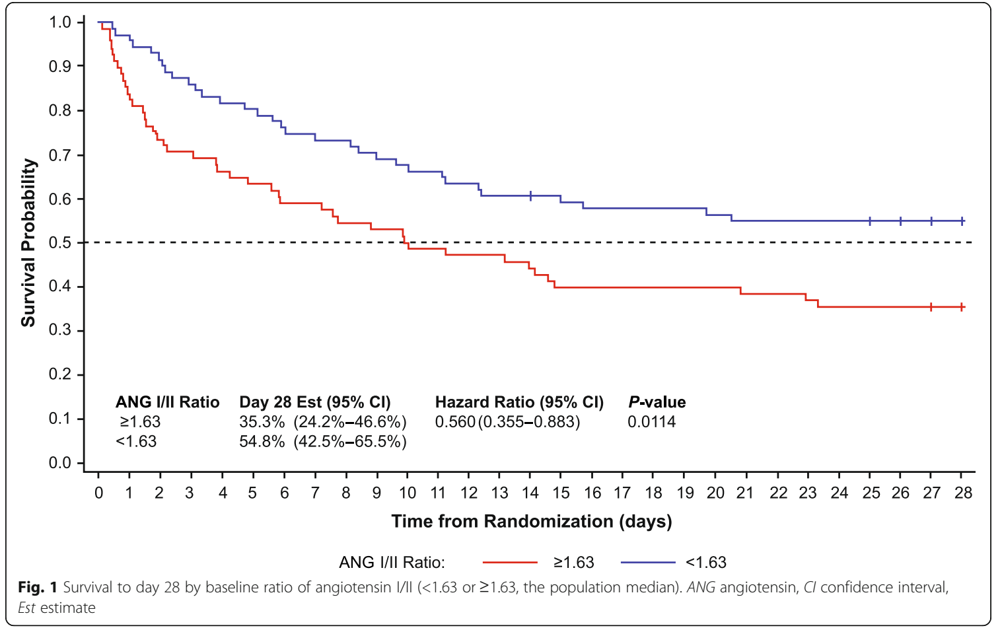 1.0
0.9
0.8
0.7
0.6
0.5
0.4
0.3
0.2
0.1
0.0
Survival Probability
ANG I/II Ratio Day 28 Est (95% CI) Hazard Ratio (95% CI) P-value
≥1.63 35.3% (24.2%–46.6%) 0.560 (0.355–0.883) 0.0114
<1.63 54.8% (42.5%–65.5%)
0 1 2 3 4 5 6 7 8 9 10 11 12 13 14 15 16 17 18 19 20 21 22 23 24 25 26 27 28
Time from Randomization (days)
ANG I/II Ratio: ≥1.63 <1.63
Fig. 1 Survival to day 28 by baseline ratio of angiotensin I/II (<1.63 or ≥1.63, the population median). ANG angiotensin, CI confidence interval,
Est estimate